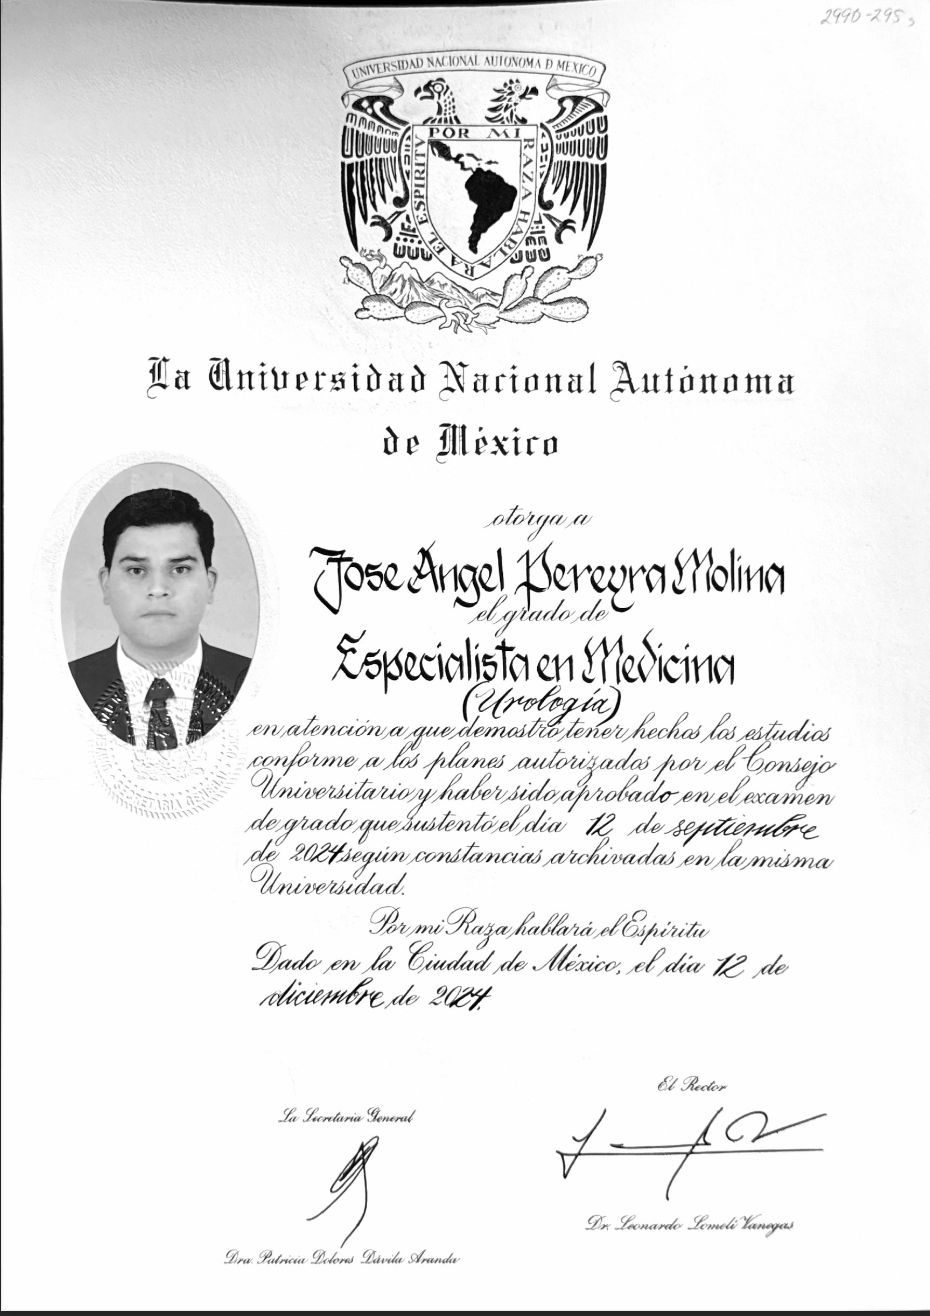 2990-295
UNIVERSIDAD NACIONAL AUTONOMA D MEXICO
POR MI RAZA HABLARA EL ESPIRITU
La Universidad Nacional Autónoma
de México
otorga a
Jose Angel Pereyra Molina
el grado de
Especialista en Medicina
(Urología)
en atención a que demostró tener hechos los estudios
conforme a los planes autorizados por el Consejo
Universitario y haber sido aprobado en el examen
de grado que sustentó el día 12 de septiembre
de 2024 según constancias archivadas en la misma
Universidad.
Por mi Raza hablará el Espíritu
Dado en la Ciudad de México, el día 12 de
diciembre de 2024.
El Rector
La Secretaria General
Dr. Leonardo Lomelí Vanegas
Dra. Patricia Dolores Dávila Aranda